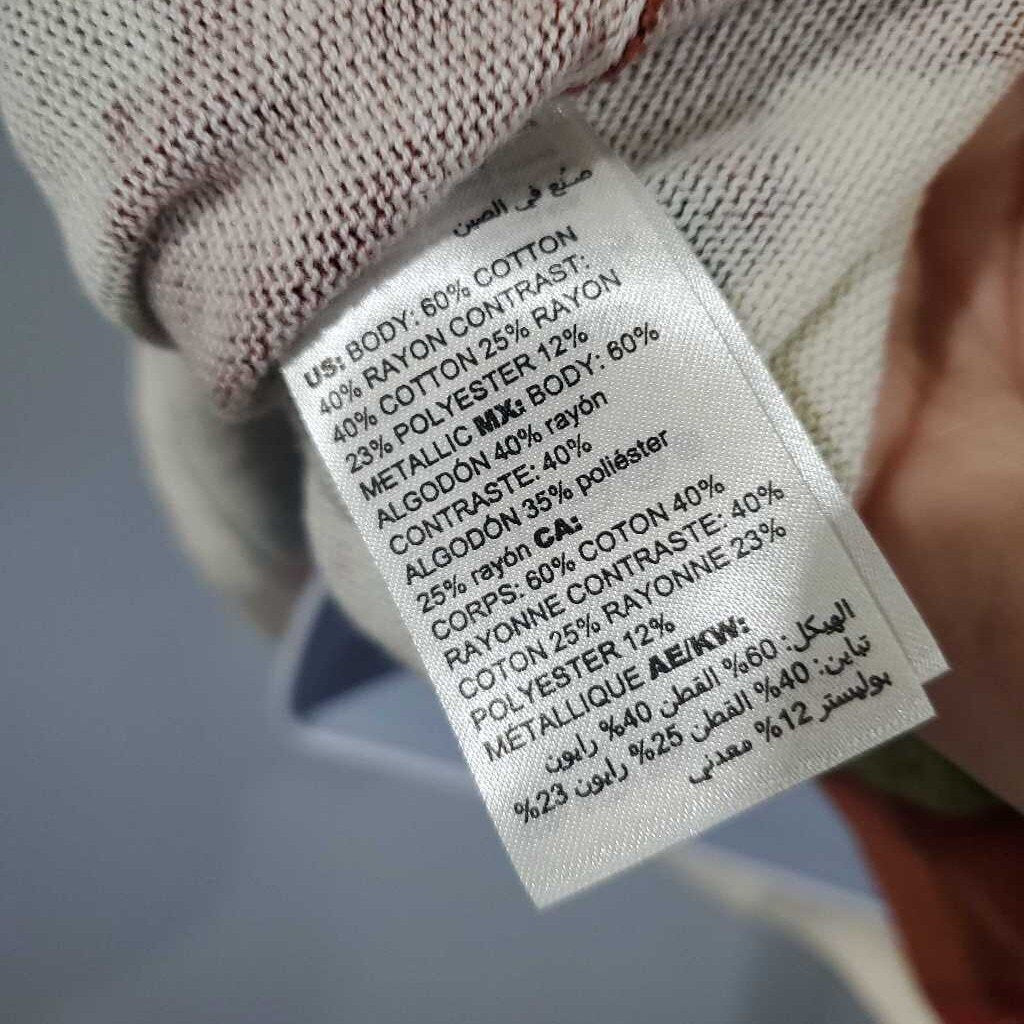 صنع في الصين
US: BODY: 60% COTTON
40% RAYON CONTRAST:
40% COTTON 25% RAYON
23% POLYESTER 12%
METALLIC MX: BODY: 60%
ALGODÓN 40% rayón
CONTRASTE: 40%
ALGODÓN 35% poliéster
25% rayón CA:
CORPS: 60% COTON 40%
RAYONNE CONTRASTE: 40%
COTON 25% RAYONNE 23%
POLYESTER 12%
MÉTALLIQUE AE/KW:
الهيكل: 60% القطن 40% رايون
تباين: 40% القطن 25% رايون 23%
بوليستر 12% معدني